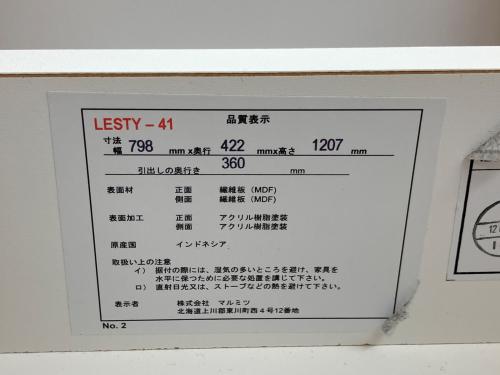 LESTY – 41 品質表示
寸法
幅 798 mm x奥行 422 mmx高さ 1207 mm
引出しの奥行き 360 mm
表面材 正面 繊維板 (MDF)
側面 繊維板 (MDF)
表面加工 正面 アクリル樹脂塗装
側面 アクリル樹脂塗装
原産国 インドネシア
取扱い上の注意
イ） 据付の際には、湿気の多いところを避け、家具を
水平に保つために必要な処置を講じて下さい。
ロ） 直射日光又は、ストーブなどの熱を避けて下さい。
表示者 株式会社 マルミツ
北海道上川郡東川町西４号12番地
No. 2
12
1